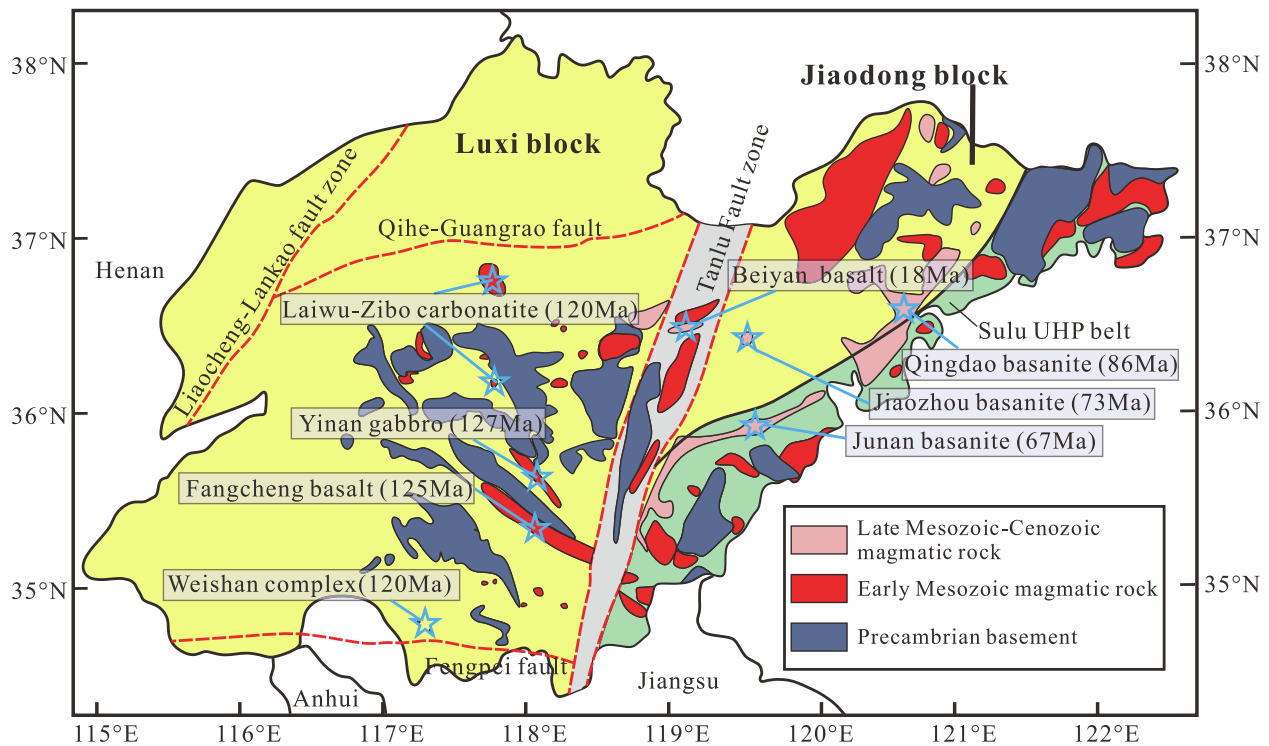 38°N
38°N
Jiaodong block
Luxi block
Liaocheng-Lankao fault zone
Tanlu Fault zone
37°N
37°N
Qihe-Guangrao fault
Henan
Beiyan basalt (18Ma)
Laiwu-Zibo carbonatite (120Ma)
Sulu UHP belt
Qingdao basanite (86Ma)
36°N
36°N
Jiaozhou basanite (73Ma)
Yinan gabbro (127Ma)
Junan basanite (67Ma)
Fangcheng basalt (125Ma)
Late Mesozoic-Cenozoic
magmatic rock
35°N
35°N
Weishan complex(120Ma)
Early Mesozoic magmatic rock
Precambrian basement
Fengpei fault
Jiangsu
Anhui
115°E
116°E
117°E
118°E
119°E
120°E
121°E
122°E